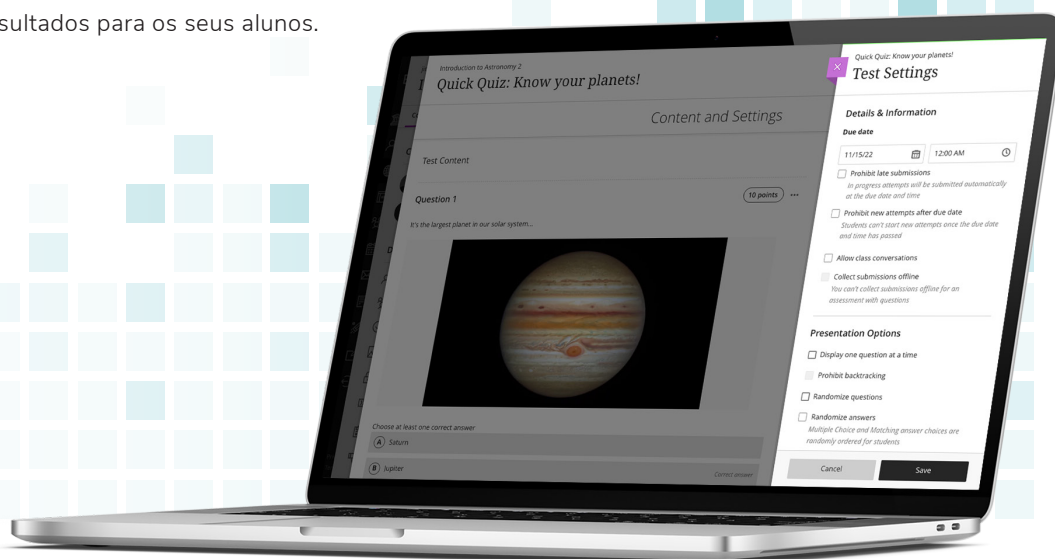 sultados para os seus alunos.
Introduction to Astronomy 2
Quick Quiz: Know your planets!
Content and Settings
Test Content
Question 1
10 points
It's the largest planet in our solar system...
Choose at least one correct answer
A Saturn
B Jupiter
Correct answer
Quick Quiz: Know your planets!
Test Settings
Details & Information
Due date
11/15/22
12:00 AM
Prohibit late submissions
In progress attempts will be submitted automatically
at the due date and time
Prohibit new attempts after due date
Students can't start new attempts once the due date
and time has passed
Allow class conversations
Collect submissions offline
You can't collect submissions offline for an
assessment with questions
Presentation Options
Display one question at a time
Prohibit backtracking
Randomize questions
Randomize answers
Multiple Choice and Matching answer choices are
randomly ordered for students
Cancel
Save